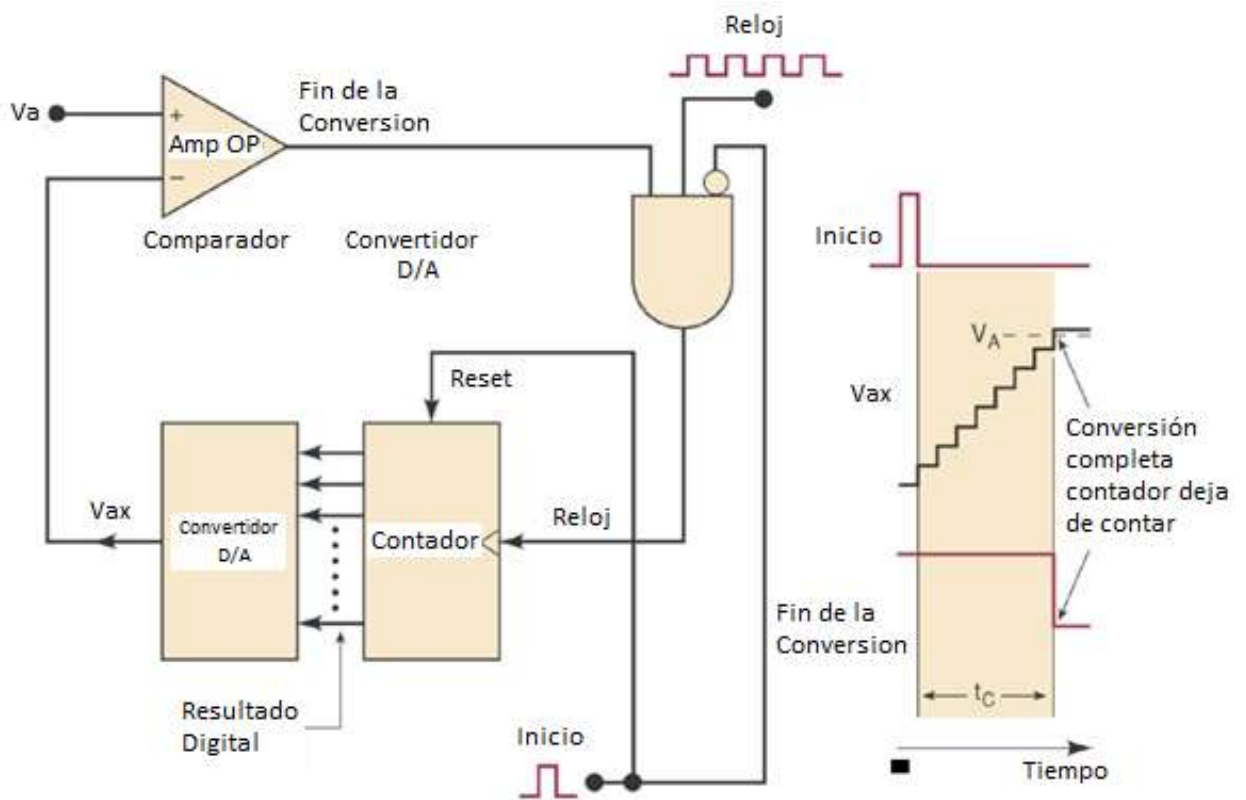 Reloj
Va
+
Amp OP
−
Fin de la
Conversion
Comparador
Convertidor
D/A
Reset
Vax
Convertidor
D/A
Contador
Reloj
Resultado
Digital
Inicio
Inicio
VA
Vax
Conversión
completa
contador deja
de contar
Fin de la
Conversion
tC
Tiempo